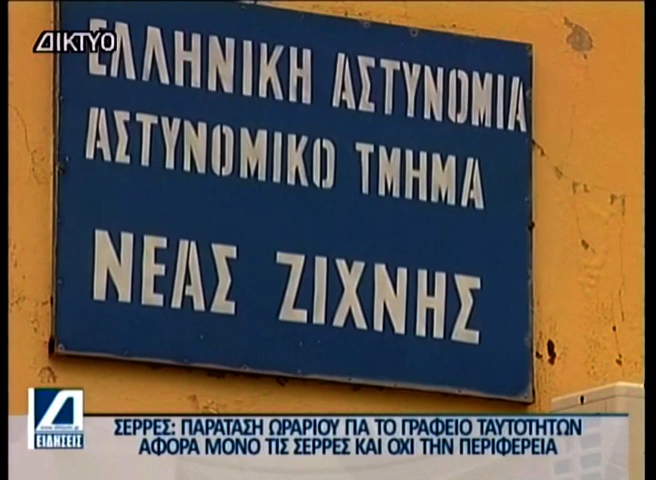 ΔΙΚΤΥΟ
ΕΛΛΗΝΙΚΗ ΑΣΤΥΝΟΜΙΑ
ΑΣΤΥΝΟΜΙΚΟ ΤΜΗΜΑ
ΝΕΑΣ ΖΙΧΝΗΣ
ΣΕΡΡΕΣ: ΠΑΡΑΤΑΣΗ ΩΡΑΡΙΟΥ ΓΙΑ ΤΟ ΓΡΑΦΕΙΟ ΤΑΥΤΟΤΗΤΩΝ
ΑΦΟΡΑ ΜΟΝΟ ΤΙΣ ΣΕΡΡΕΣ ΚΑΙ ΟΧΙ ΤΗΝ ΠΕΡΙΦΕΡΕΙΑ
Δ
ΕΙΔΗΣΕΙΣ